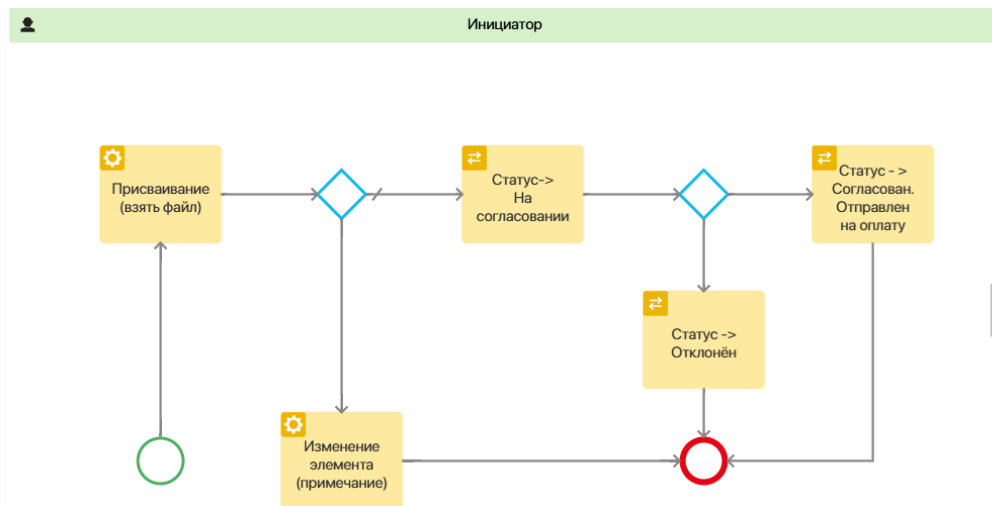 Инициатор
Присваивание
(взять файл)
Статус->
На
согласовании
Статус - >
Согласован.
Отправлен
на оплату
Статус ->
Отклонён
Изменение
элемента
(примечание)